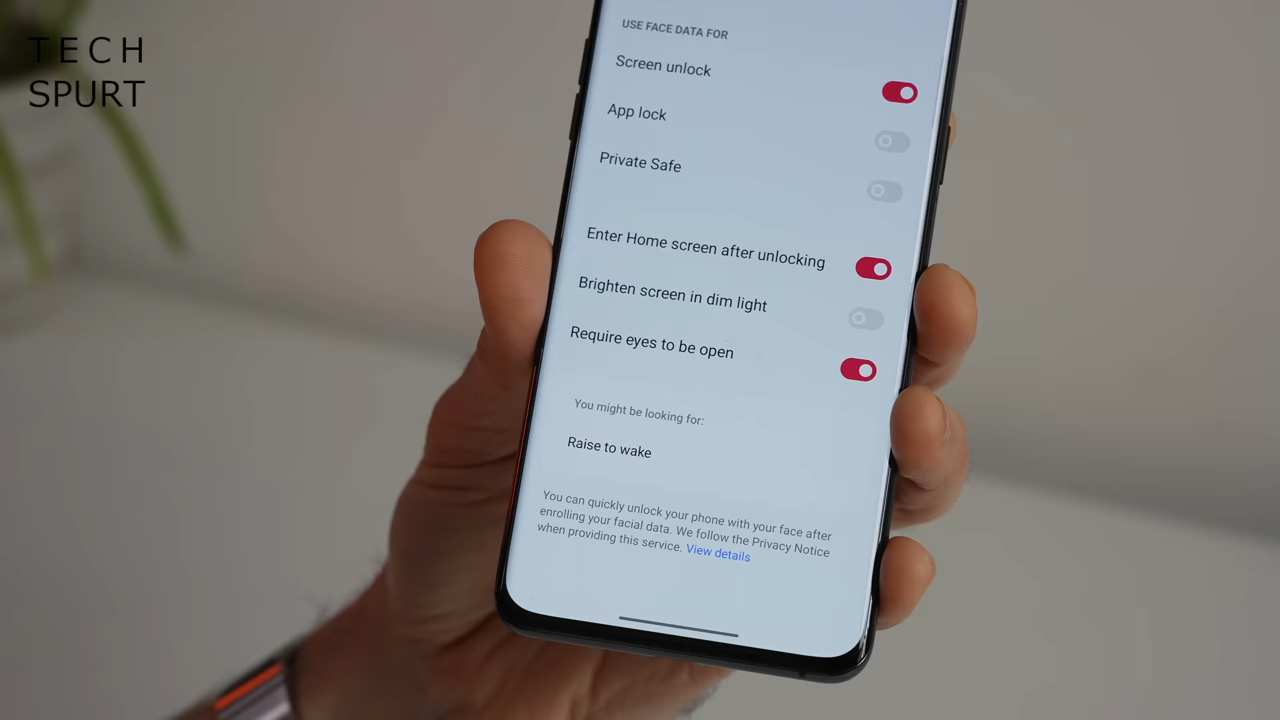 TECH
SPURT
USE FACE DATA FOR
Screen unlock
App lock
Private Safe
Enter Home screen after unlocking
Brighten screen in dim light
Require eyes to be open
You might be looking for:
Raise to wake
You can quickly unlock your phone with your face after
enrolling your facial data. We follow the Privacy Notice
when providing this service. View details